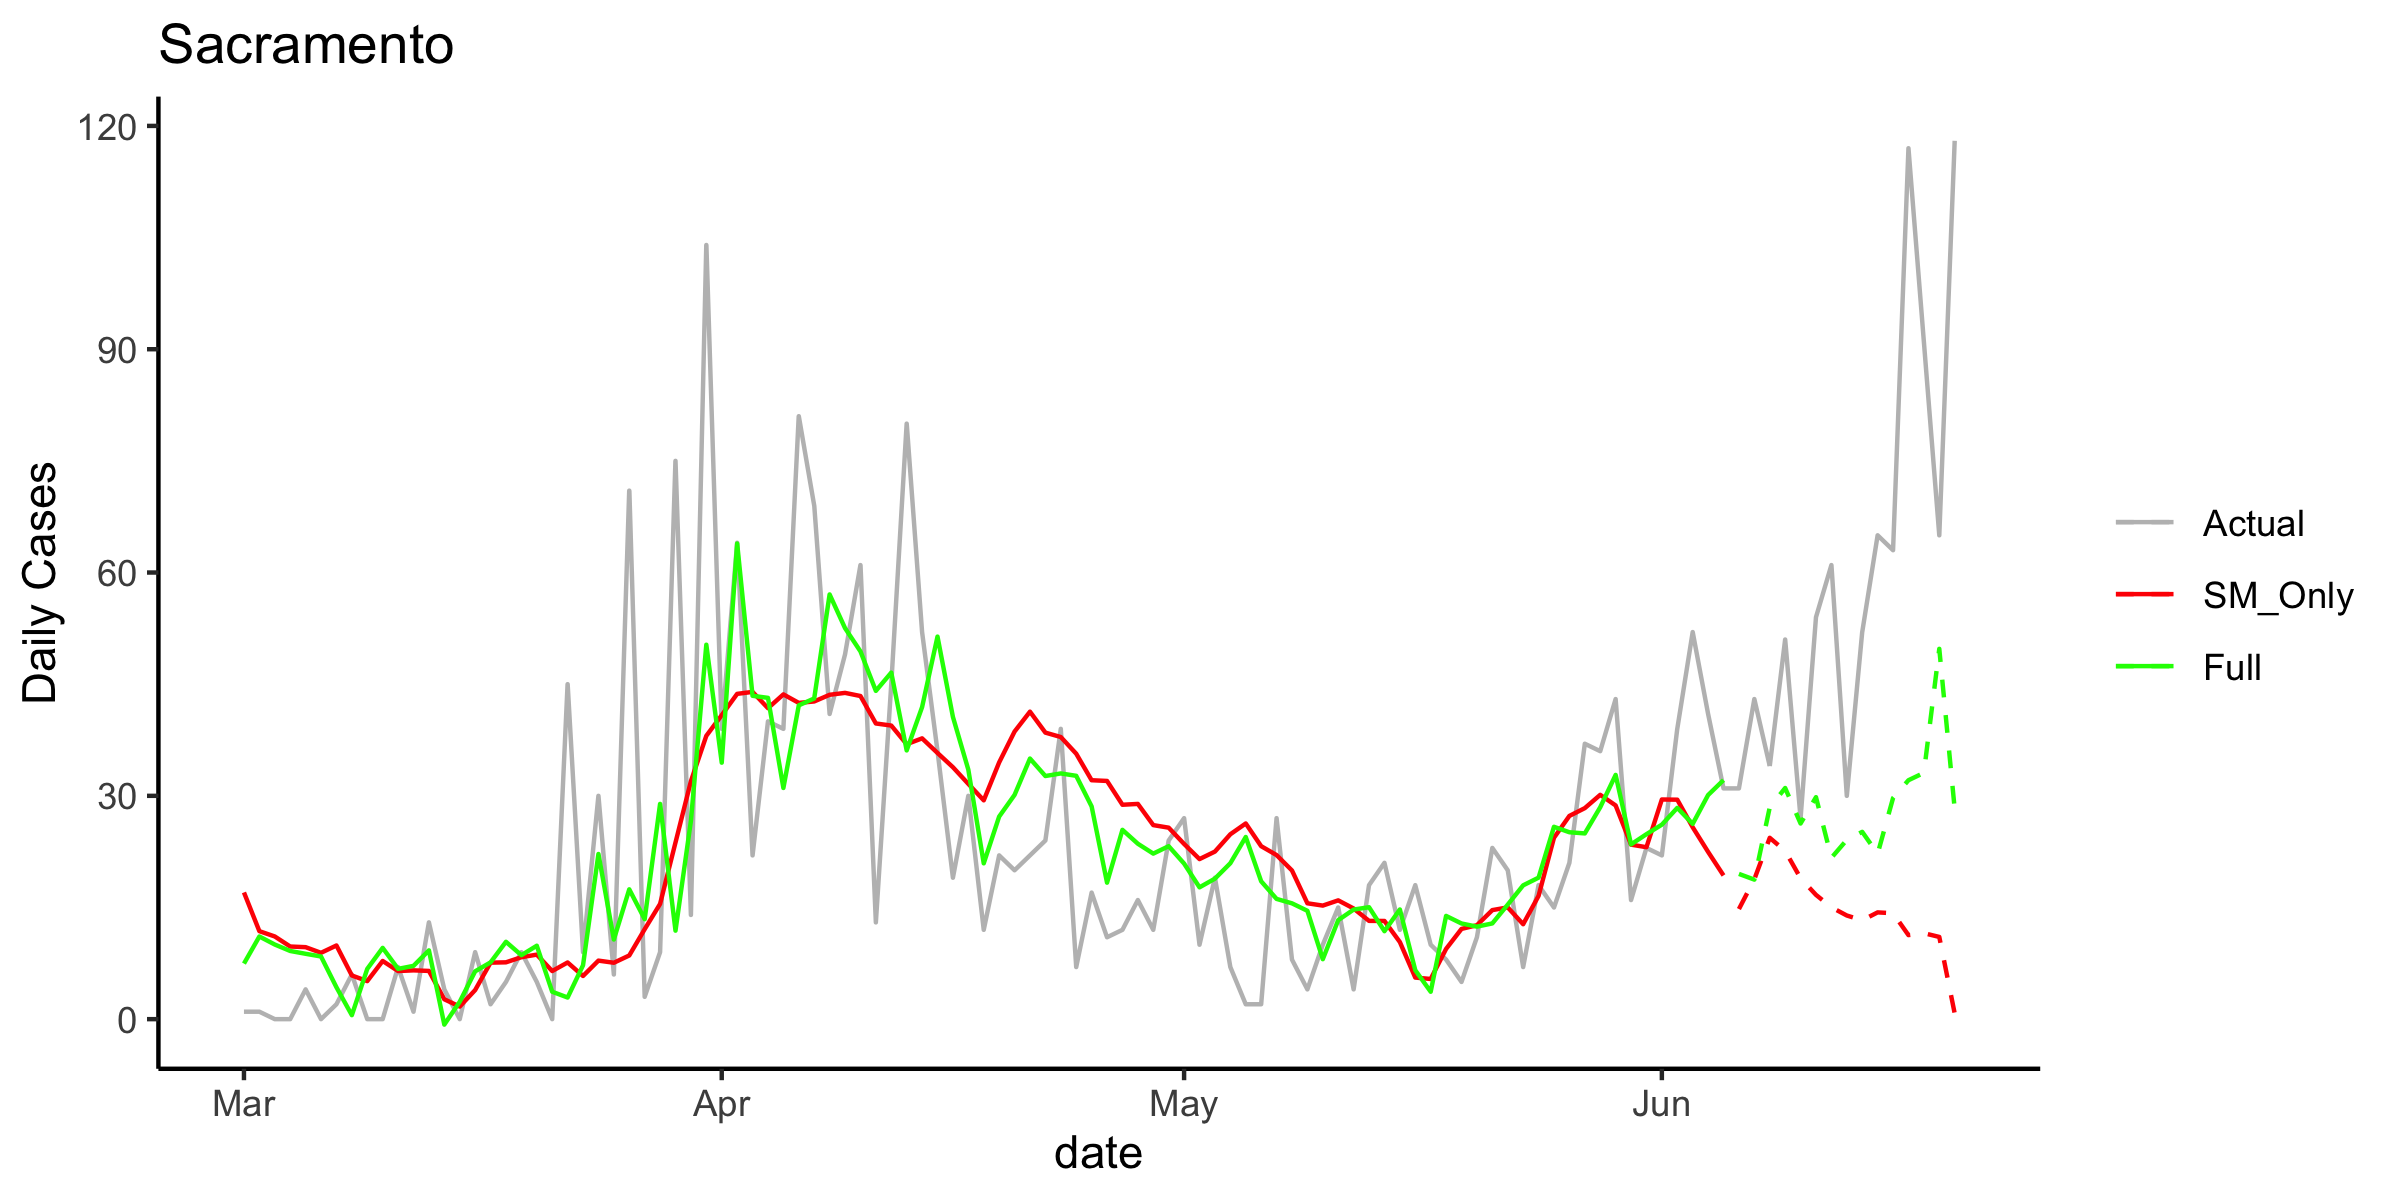 Sacramento
120
90
60
30
0
Daily Cases
Mar
Apr
May
Jun
date
Actual
SM_Only
Full